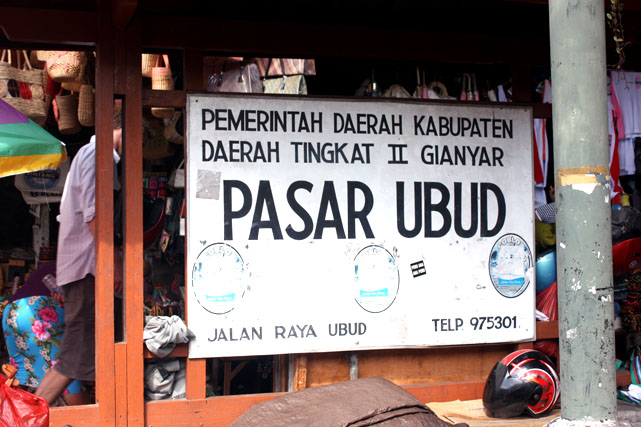 PEMERINTAH DAERAH KABUPATEN
DAERAH TINGKAT II GIANYAR
PASAR UBUD
JALAN RAYA UBUD
TELP. 975301